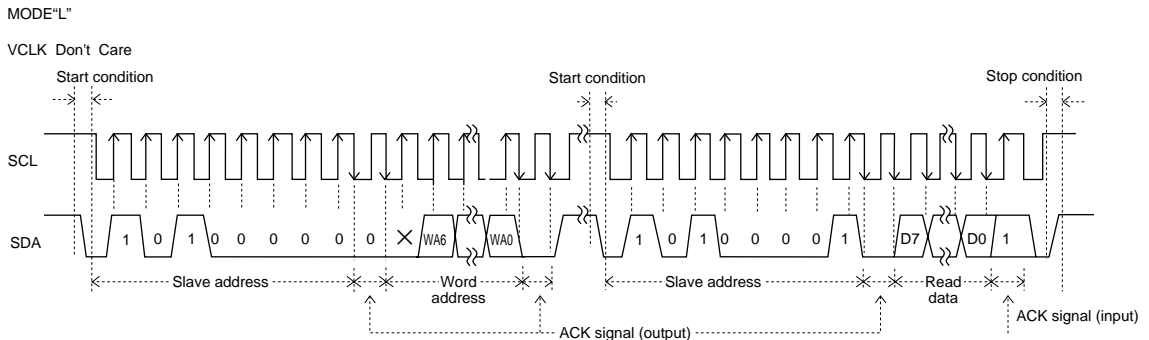 MODE“L”
VCLK Don't Care
Start condition
Start condition
Stop condition
SCL
SDA
1 0 1 0 0 0 0 0 0 × WA6 WA0
1 0 1 0 0 0 0 1 D7 D0 1
Slave address
Word address
Slave address
Read data
ACK signal (output)
ACK signal (input)